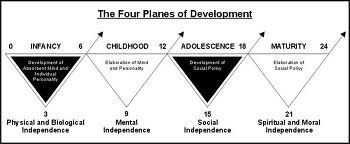 The Four Planes of Development
0 INFANCY 6 CHILDHOOD 12 ADOLESCENCE 18 MATURITY 24
Development of
Absorbent Mind and
Individual
Personality
Elaboration of Mind
and Personality
Development of
Social Policy
Elaboration of
Social Policy
3 9 15 21
Physical and Biological
Independence
Mental
Independence
Social
Independence
Spiritual and Moral
Independence